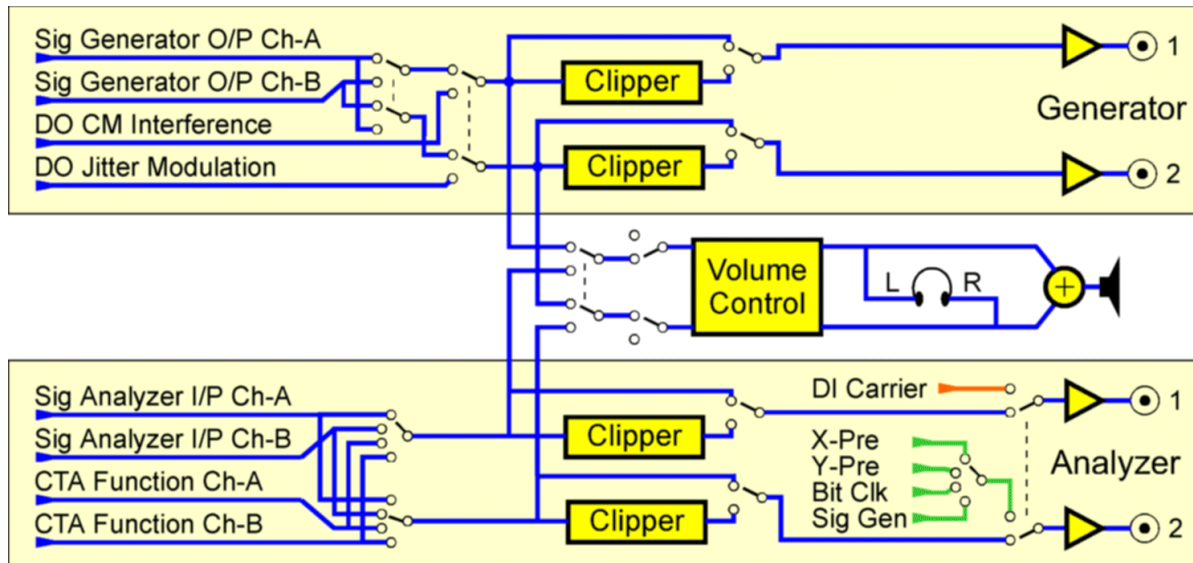 Sig Generator O/P Ch-A
Sig Generator O/P Ch-B
DO CM Interference
DO Jitter Modulation
Clipper
Clipper
1
Generator
2
Volume
Control
L R
+
Sig Analyzer I/P Ch-A
Sig Analyzer I/P Ch-B
CTA Function Ch-A
CTA Function Ch-B
Clipper
Clipper
DI Carrier
X-Pre
Y-Pre
Bit Clk
Sig Gen
1
Analyzer
2